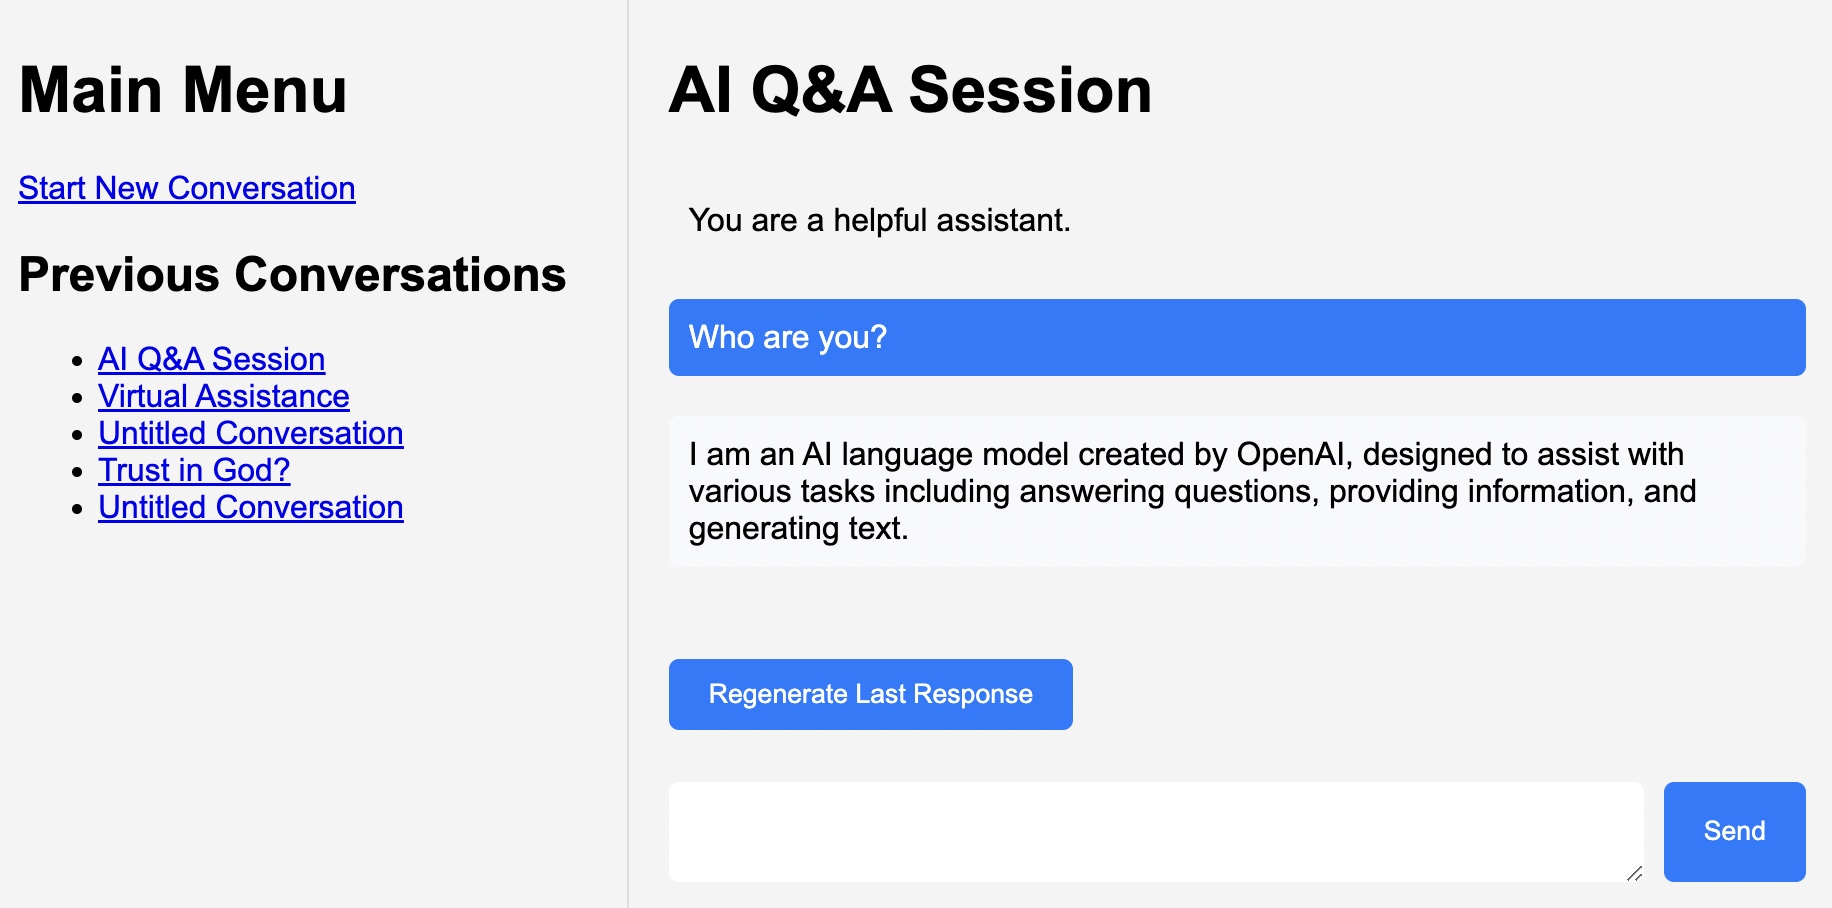 Main Menu
Start New Conversation
Previous Conversations
AI Q&A Session
Virtual Assistance
Untitled Conversation
Trust in God?
Untitled Conversation
AI Q&A Session
You are a helpful assistant.
Who are you?
I am an AI language model created by OpenAI, designed to assist with
various tasks including answering questions, providing information, and
generating text.
Regenerate Last Response
Send